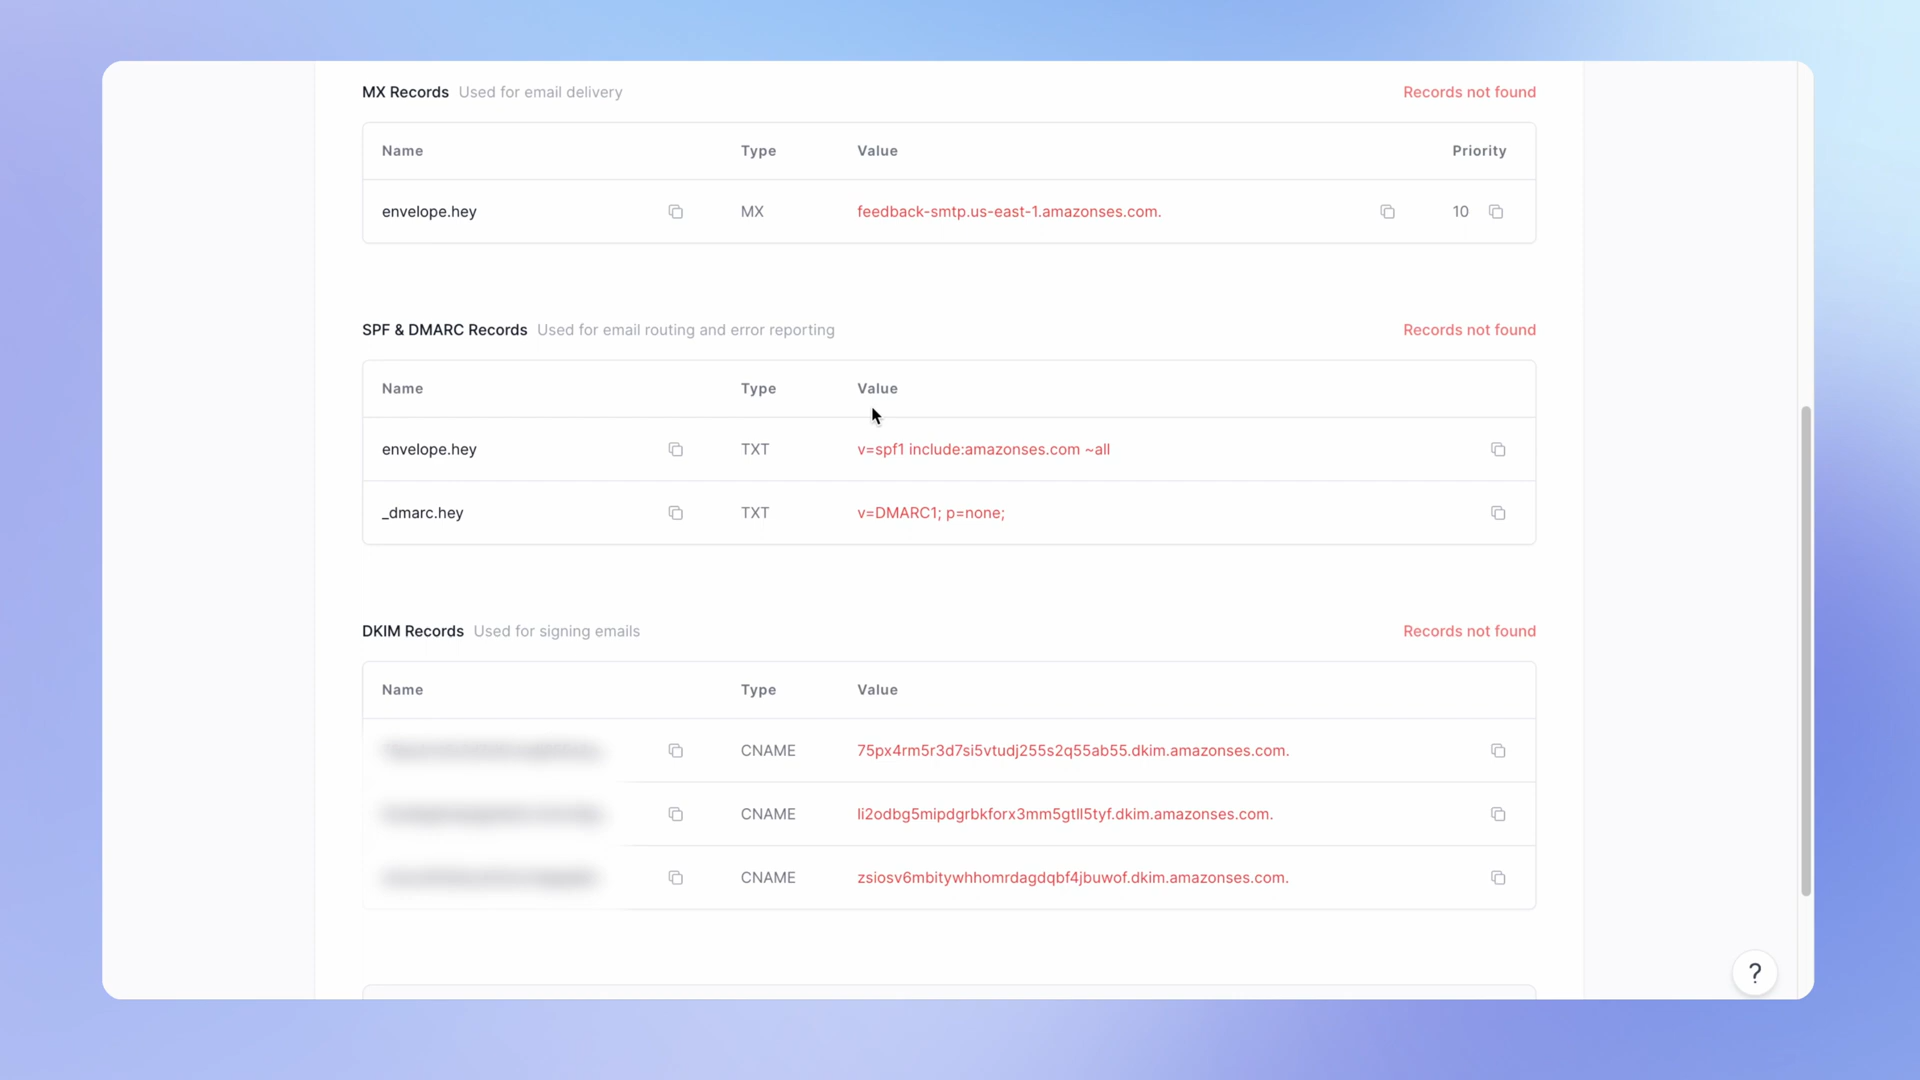 MX Records Used for email delivery Records not found
Name Type Value Priority
envelope.hey MX feedback-smtp.us-east-1.amazonses.com. 10
SPF & DMARC Records Used for email routing and error reporting Records not found
Name Type Value
envelope.hey TXT v=spf1 include:amazonses.com ~all
_dmarc.hey TXT v=DMARC1; p=none;
DKIM Records Used for signing emails Records not found
Name Type Value
CNAME 75px4rm5r3d7si5vtudj255s2q55ab55.dkim.amazonses.com.
CNAME li2odbg5mipdgrbkforx3mm5gtll5tyf.dkim.amazonses.com.
CNAME zsiosv6mbitywhhomrdagdqbf4jbuwof.dkim.amazonses.com.
?